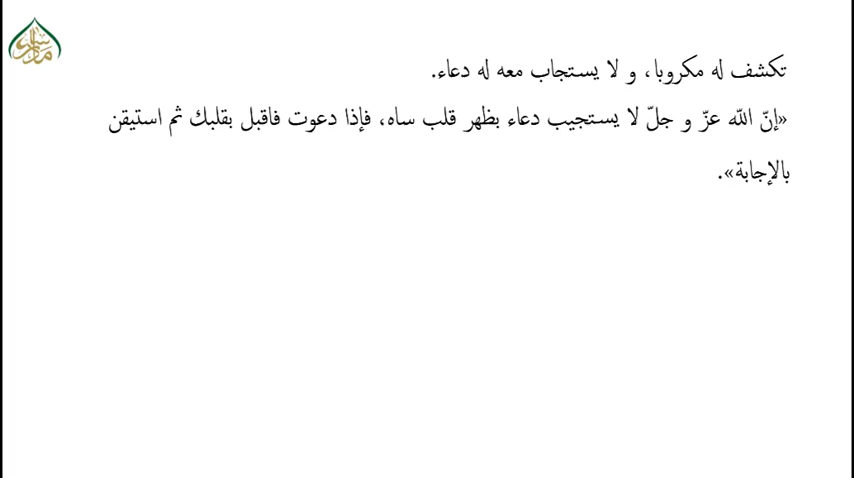 تكشف له مكروبا، و لا يستجاب معه له دعاء.
«إنّ الله عزّ و جلّ لا يستجيب دعاء بظهر قلب ساه، فإذا دعوت فاقبل بقلبك ثم استيقن
بالإجابة».